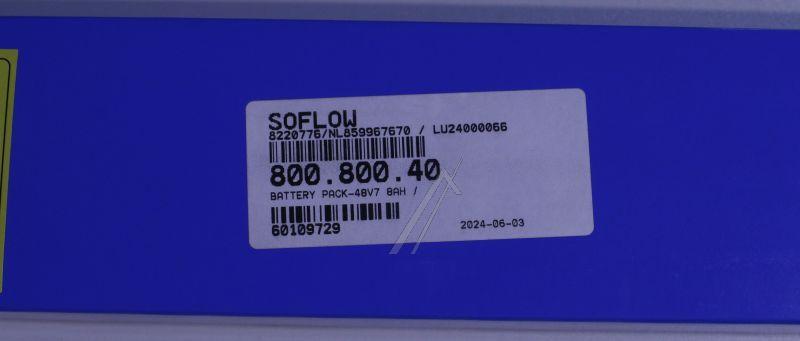 SOFLOW
8220776/NL859967670 / LU24000066
800.800.40
BATTERY PACK-48V7 8AH /
60109729
2024-06-03